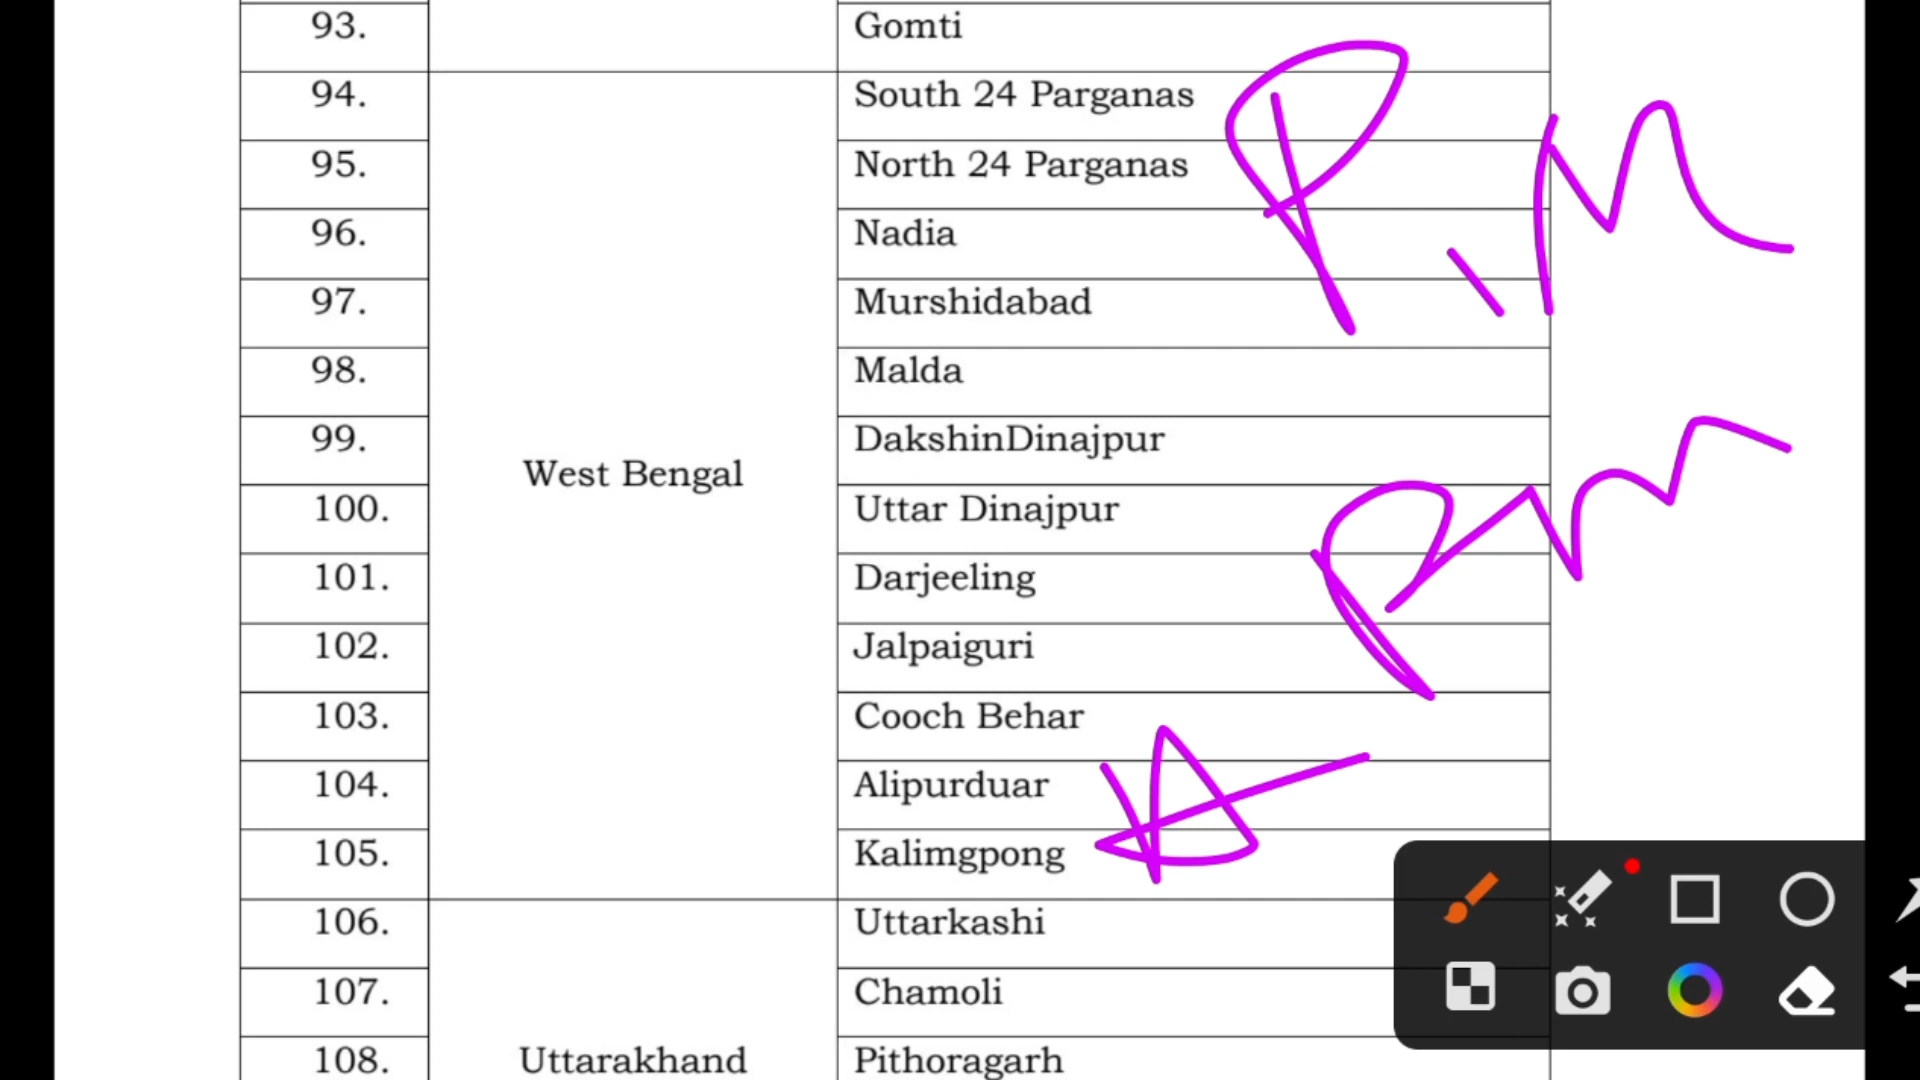 93. Gomti
94. South 24 Parganas
95. North 24 Parganas
96. Nadia
97. Murshidabad
98. Malda
99. DakshinDinajpur
West Bengal
100. Uttar Dinajpur
101. Darjeeling
102. Jalpaiguri
103. Cooch Behar
104. Alipurduar
105. Kalimgpong
106. Uttarkashi
107. Chamoli
108. Uttarakhand Pithoragarh
P.M